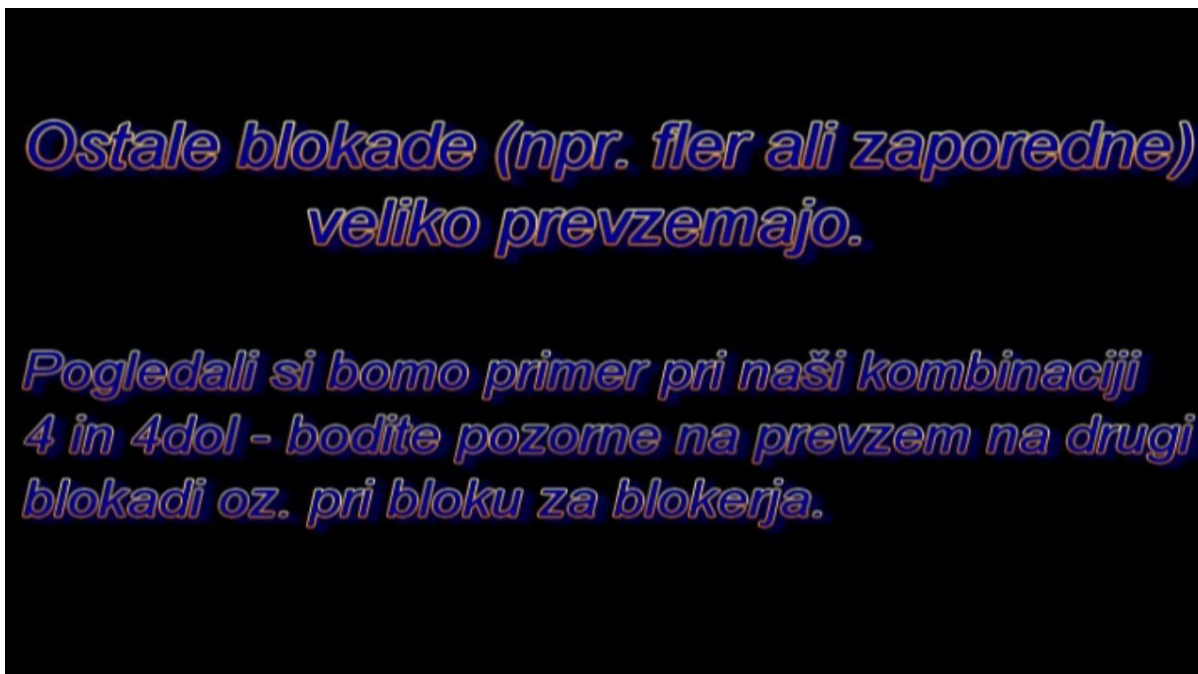 Ostale blokade (npr. fler ali zaporedne)
veliko prevzemajo.
Pogledali si bomo primer pri naši kombinaciji
4 in 4dol - bodite pozorne na prevzem na drugi
blokadi oz. pri bloku za blokerja.